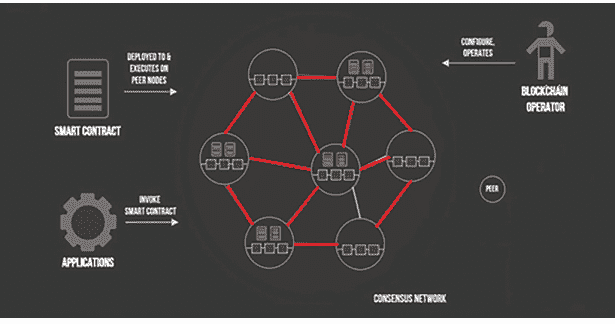 DEPLOYED TO &
EXECUTES ON
PEER NODES
SMART CONTRACT
CONFIGURE,
OPERATES
BLOCKCHAIN
OPERATOR
INVOKE
SMART CONTRACT
APPLICATIONS
PEER
CONSENSUS NETWORK